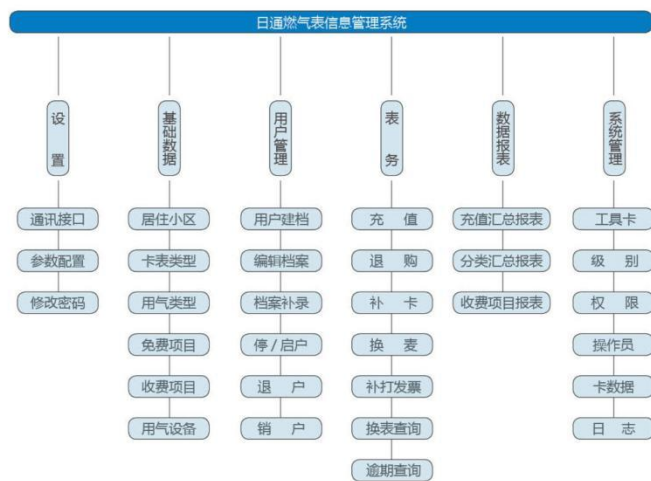 日通燃气表信息管理系统
设置
基础数据
用户管理
表务
数据报表
系统管理
通讯接口
居住小区
用户建档
充值
充值汇总报表
工具卡
参数配置
卡表类型
编辑档案
退购
分类汇总报表
级别
修改密码
用气类型
档案补录
补卡
收费项目报表
权限
免费项目
停/启户
换麦
操作员
收费项目
退户
补打发票
卡数据
用气设备
销户
换表查询
日志
逾期查询